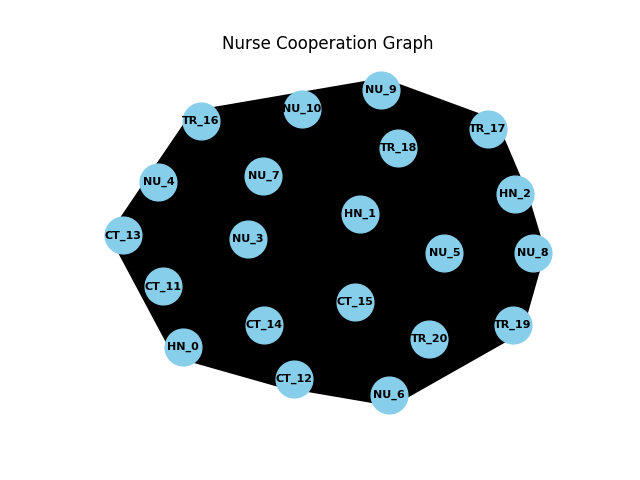 Nurse Cooperation Graph
NU_9
NU_10
TR_16
TR_17
TR_18
NU_7
NU_4
HN_2
HN_1
CT_13
NU_3
NU_5
NU_8
CT_11
CT_15
CT_14
TR_19
TR_20
HN_0
CT_12
NU_6